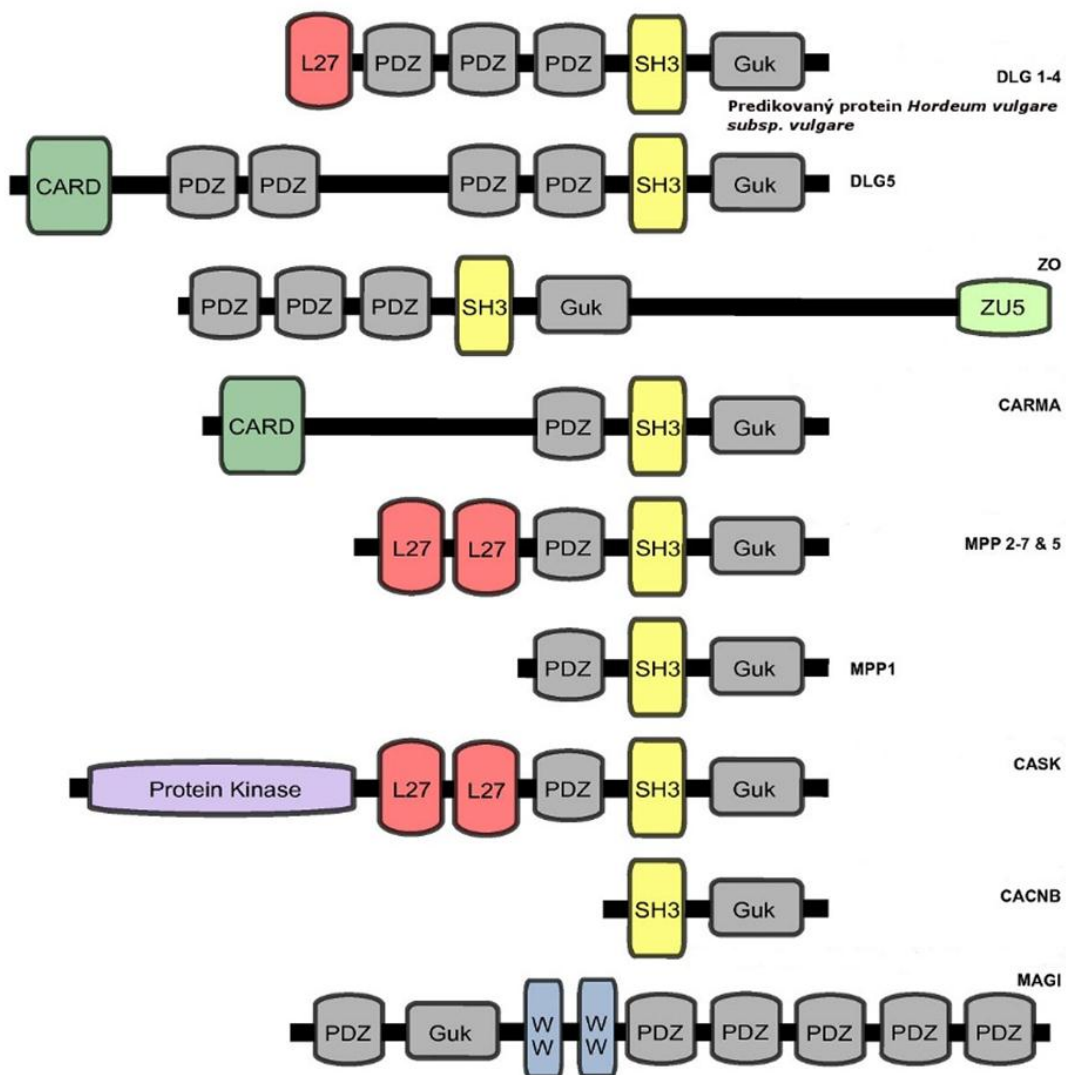 L27 PDZ PDZ PDZ SH3 Guk DLG 1-4
Predikovaný protein Hordeum vulgare
subsp. vulgare
CARD PDZ PDZ PDZ PDZ SH3 Guk DLG5
ZO
PDZ PDZ PDZ SH3 Guk ZU5
CARD PDZ SH3 Guk CARMA
L27 L27 PDZ SH3 Guk MPP 2-7 & 5
PDZ SH3 Guk MPP1
Protein Kinase L27 L27 PDZ SH3 Guk CASK
SH3 Guk CACNB
MAGI
PDZ Guk WW WW PDZ PDZ PDZ PDZ PDZ